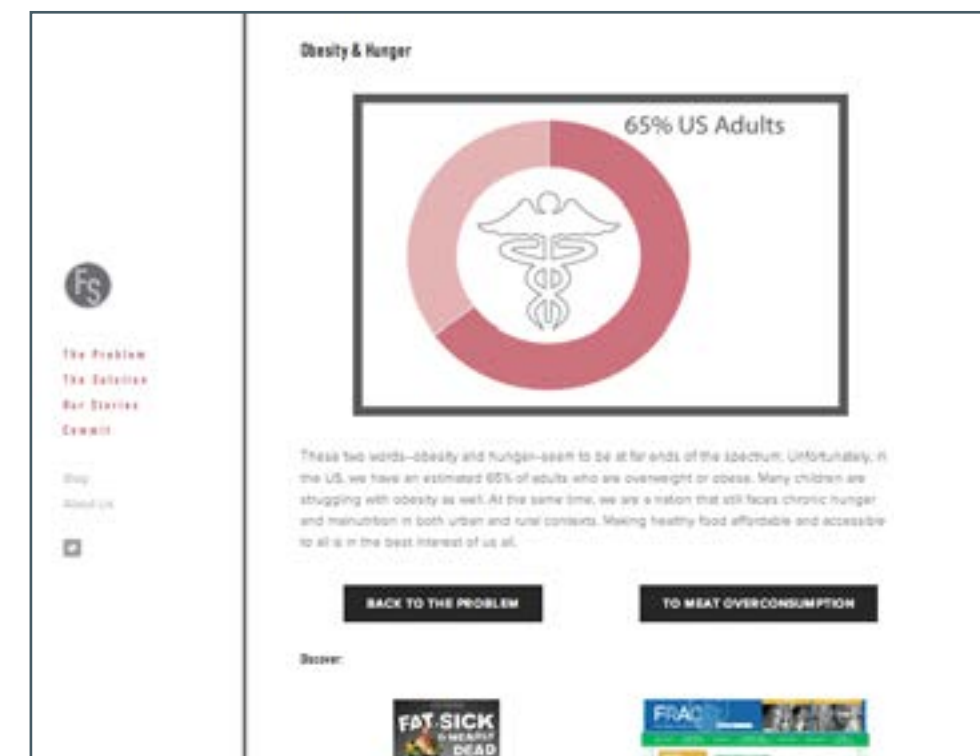 Obesity & Hunger
65% US Adults
FS
The Problem
The Solution
Our Stories
Commit
Blog
About Us
These two words–obesity and hunger–seem to be at far ends of the spectrum. Unfortunately, in
the US, we have an estimated 65% of adults who are overweight or obese. Many children are
struggling with obesity as well. At the same time, we are a nation that still faces chronic hunger
and malnutrition in both urban and rural contexts. Making healthy food affordable and accessible
to all is in the best interest of us all.
BACK TO THE PROBLEM
TO MEAT OVERCONSUMPTION
Discover:
FAT, SICK
& NEARLY
DEAD
FRAC